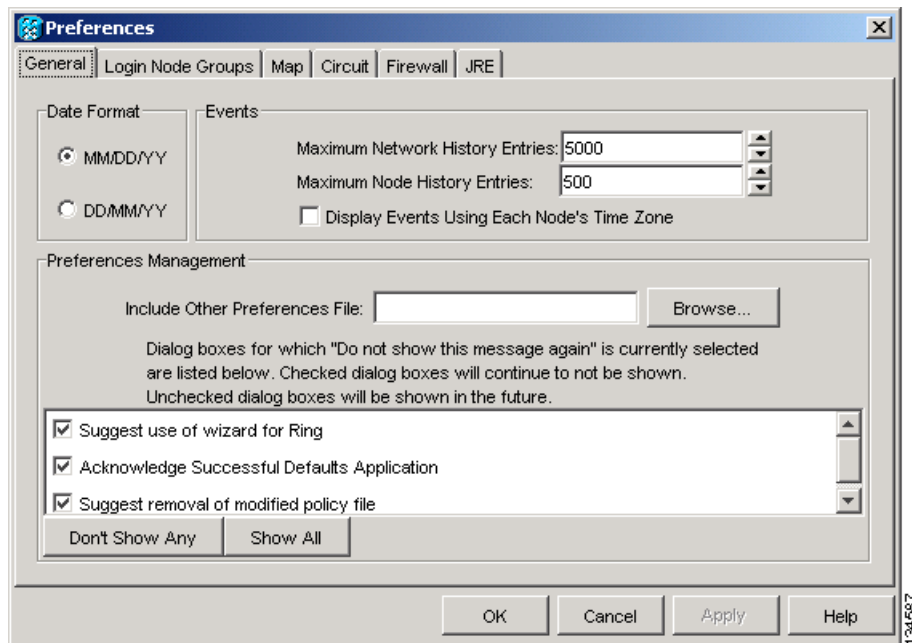 Preferences
General Login Node Groups Map Circuit Firewall JRE
Date Format
MM/DD/YY
DD/MM/YY
Events
Maximum Network History Entries: 5000
Maximum Node History Entries: 500
Display Events Using Each Node's Time Zone
Preferences Management
Include Other Preferences File: Browse...
Dialog boxes for which "Do not show this message again" is currently selected
are listed below. Checked dialog boxes will continue to not be shown.
Unchecked dialog boxes will be shown in the future.
Suggest use of wizard for Ring
Acknowledge Successful Defaults Application
Suggest removal of modified policy file
Don't Show Any Show All
OK Cancel Apply Help